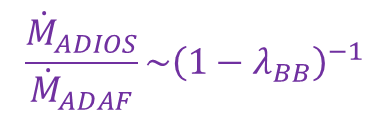 Ṁ_ADIOS / Ṁ_ADAF ~ (1 − λ_BB)^−1